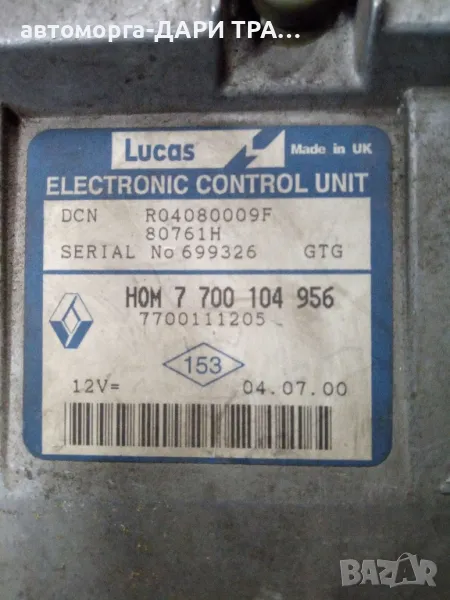 автоморга-ДАРИ ТРА...
Lucas
Made in UK
ELECTRONIC CONTROL UNIT
DCN R04080009F
80761H
SERIAL No 699326 GTG
HOM 7 700 104 956
7700111205
153
12V= 04.07.00
BAZAR